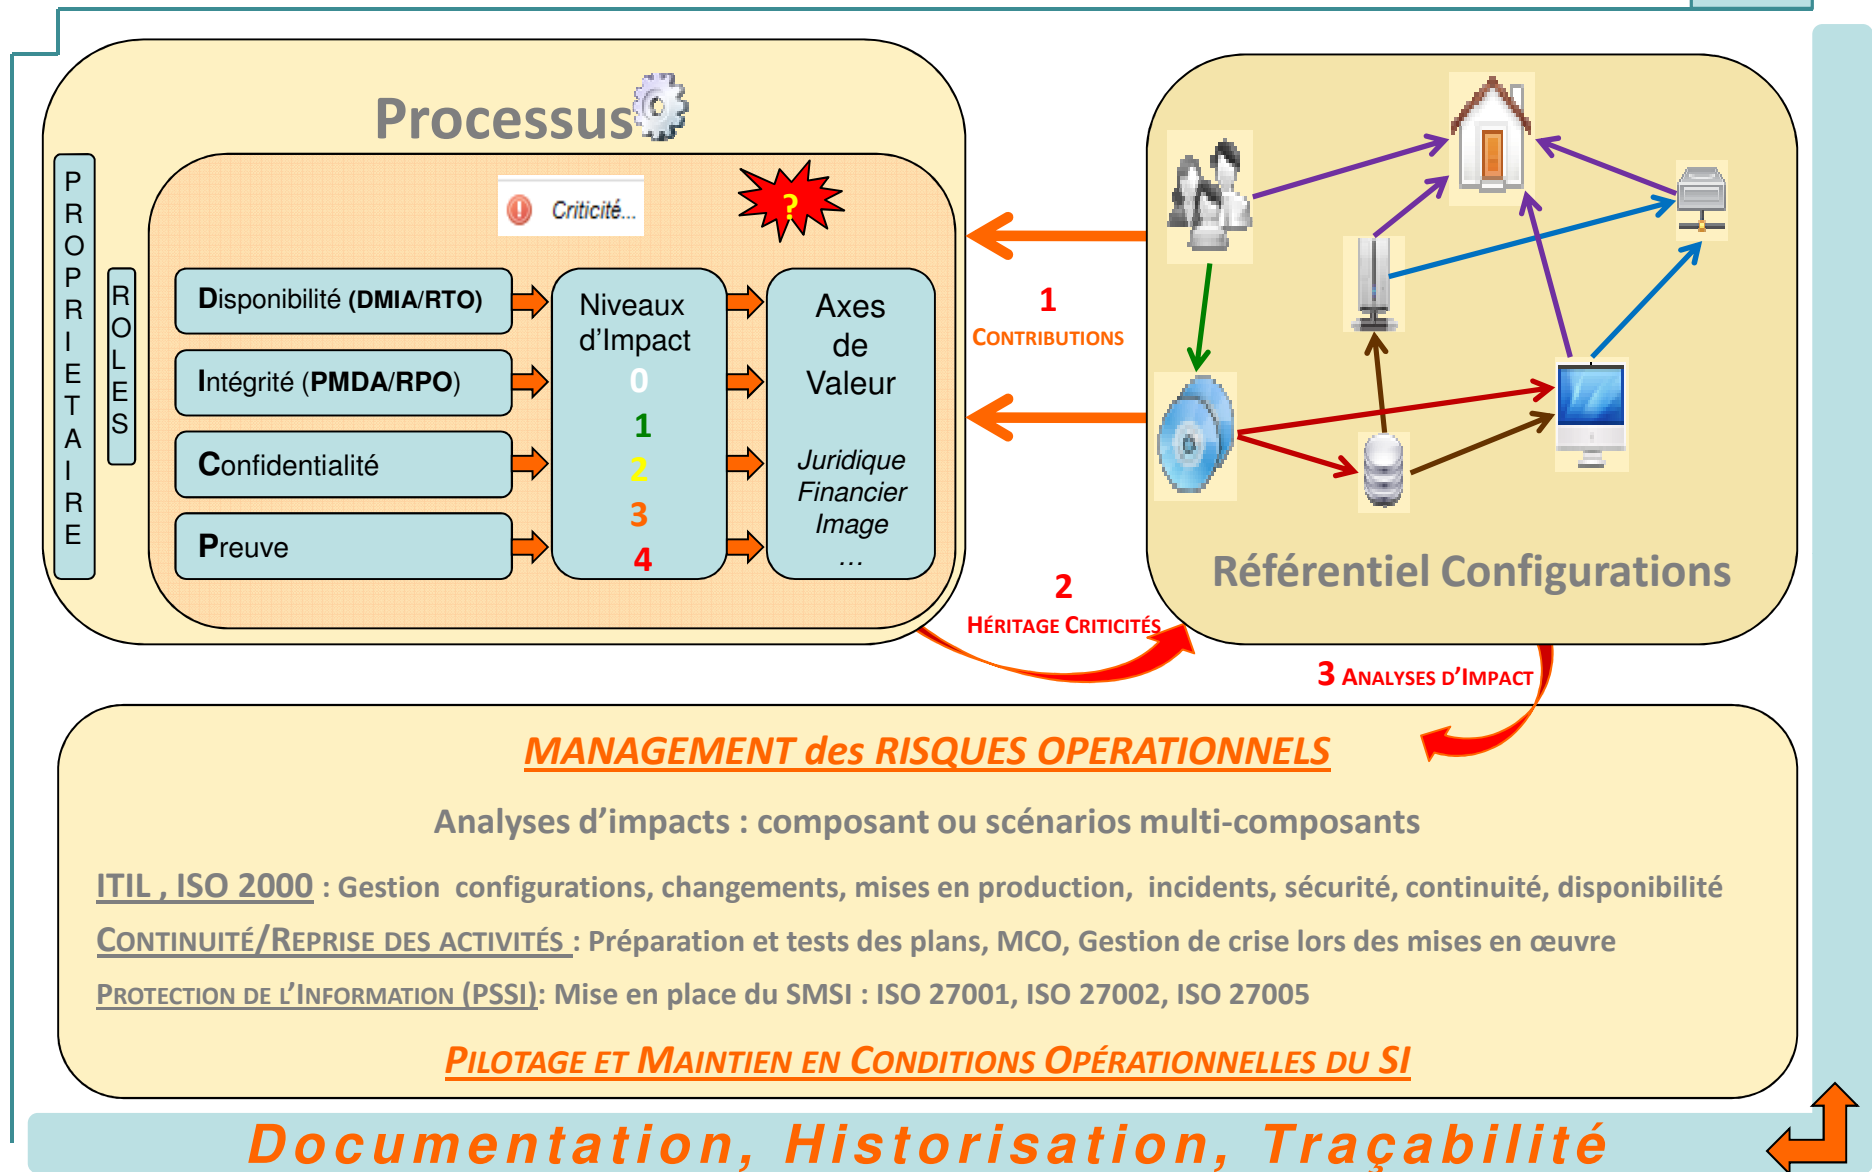 Processus
PROPRIETAIRE
ROLES
Criticité...
?
Disponibilité (DMIA/RTO)
Intégrité (PMDA/RPO)
Confidentialité
Preuve
Niveaux
d’Impact
0
1
2
3
4
Axes
de
Valeur
Juridique
Financier
Image
...
1
CONTRIBUTIONS
2
HÉRITAGE CRITICITÉS
Référentiel Configurations
3 ANALYSES D’IMPACT
MANAGEMENT des RISQUES OPERATIONNELS
Analyses d’impacts : composant ou scénarios multi-composants
ITIL , ISO 2000 : Gestion configurations, changements, mises en production, incidents, sécurité, continuité, disponibilité
CONTINUITÉ/REPRISE DES ACTIVITÉS : Préparation et tests des plans, MCO, Gestion de crise lors des mises en œuvre
PROTECTION DE L’INFORMATION (PSSI): Mise en place du SMSI : ISO 27001, ISO 27002, ISO 27005
PILOTAGE ET MAINTIEN EN CONDITIONS OPÉRATIONNELLES DU SI
Documentation, Historisation, Traçabilité